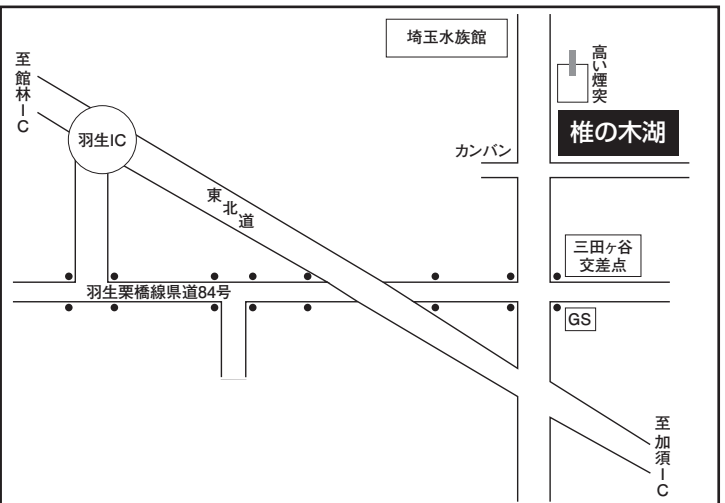 埼玉水族館
至館林IC
高い煙突
羽生IC
椎の木湖
カンバン
東北道
三田ヶ谷
交差点
羽生栗橋線県道84号
GS
至加須IC